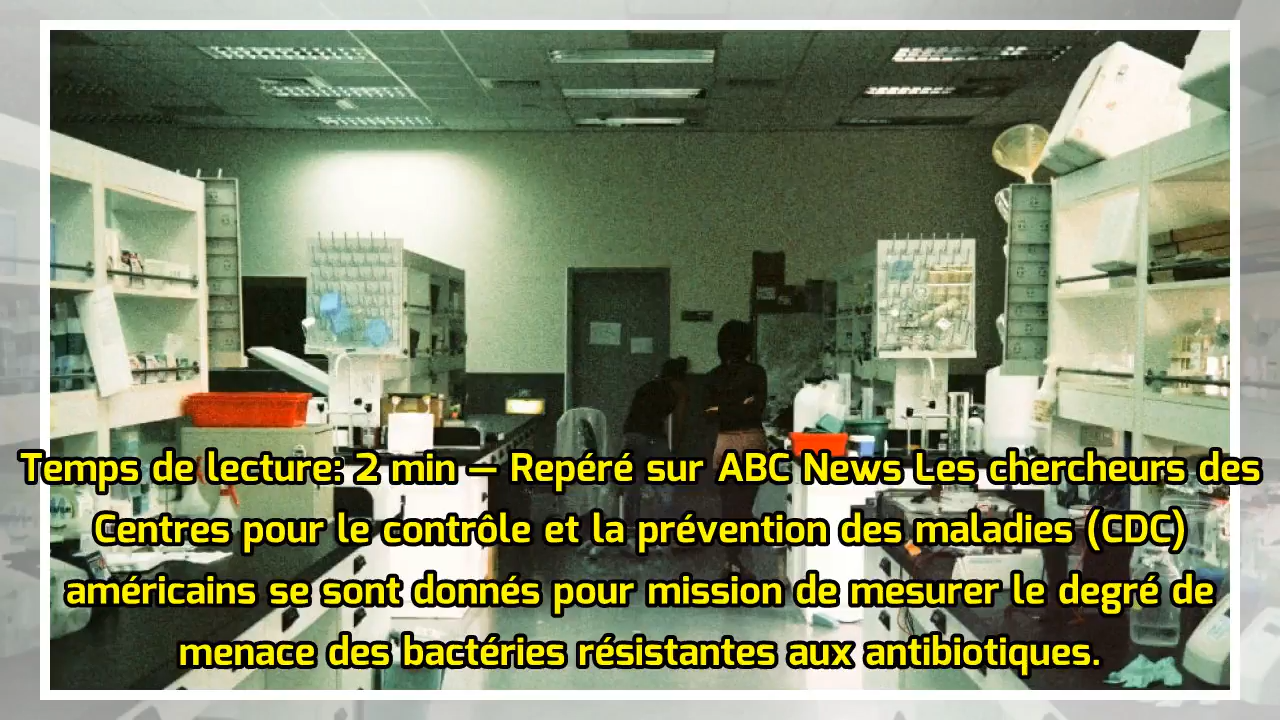 Temps de lecture: 2 min — Repéré sur ABC News Les chercheurs des
Centres pour le contrôle et la prévention des maladies (CDC)
américains se sont donnés pour mission de mesurer le degré de
menace des bactéries résistantes aux antibiotiques.